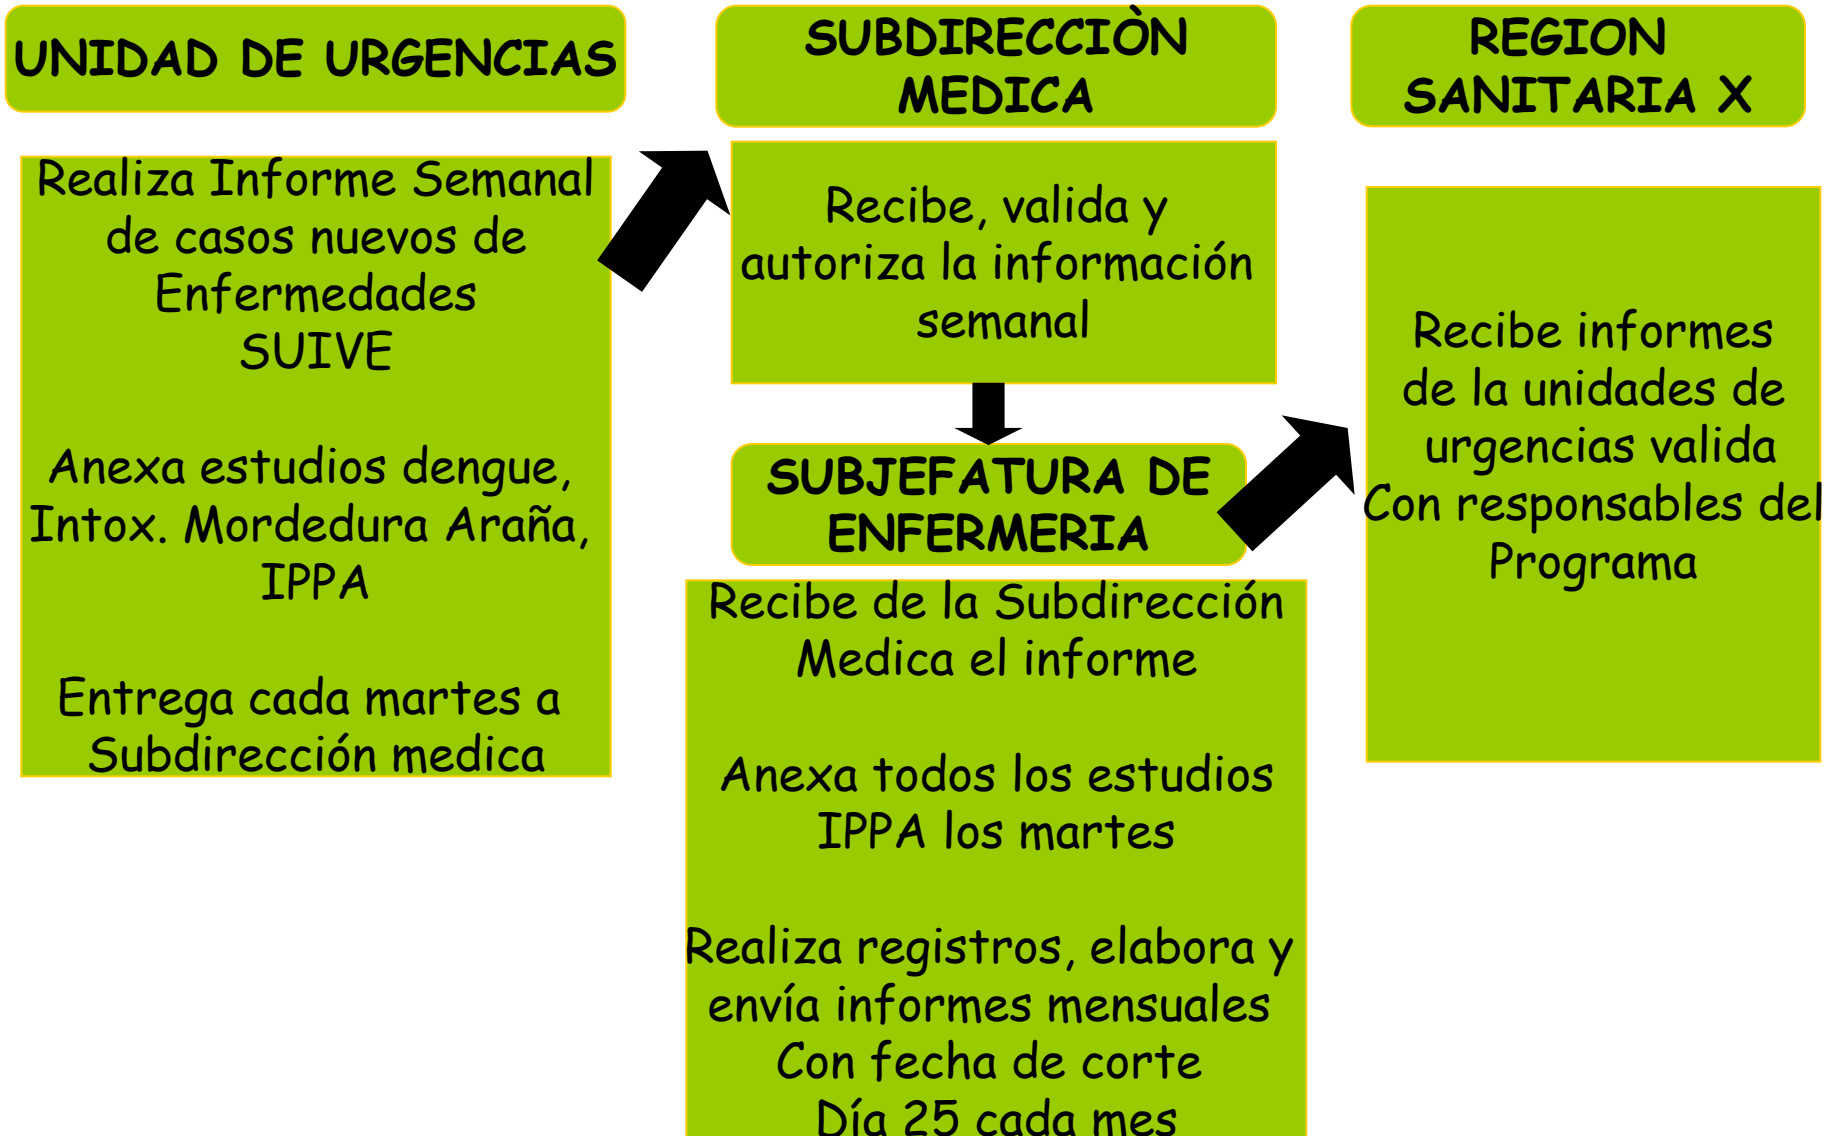 UNIDAD DE URGENCIAS
Realiza Informe Semanal
de casos nuevos de
Enfermedades
SUIVE
Anexa estudios dengue,
Intox. Mordedura Araña,
IPPA
Entrega cada martes a
Subdirección medica
SUBDIRECCIÒN
MEDICA
Recibe, valida y
autoriza la información
semanal
SUBJEFATURA DE
ENFERMERIA
Recibe de la Subdirección
Medica el informe
Anexa todos los estudios
IPPA los martes
Realiza registros, elabora y
envía informes mensuales
Con fecha de corte
Día 25 cada mes
REGION
SANITARIA X
Recibe informes
de la unidades de
urgencias valida
Con responsables del
Programa